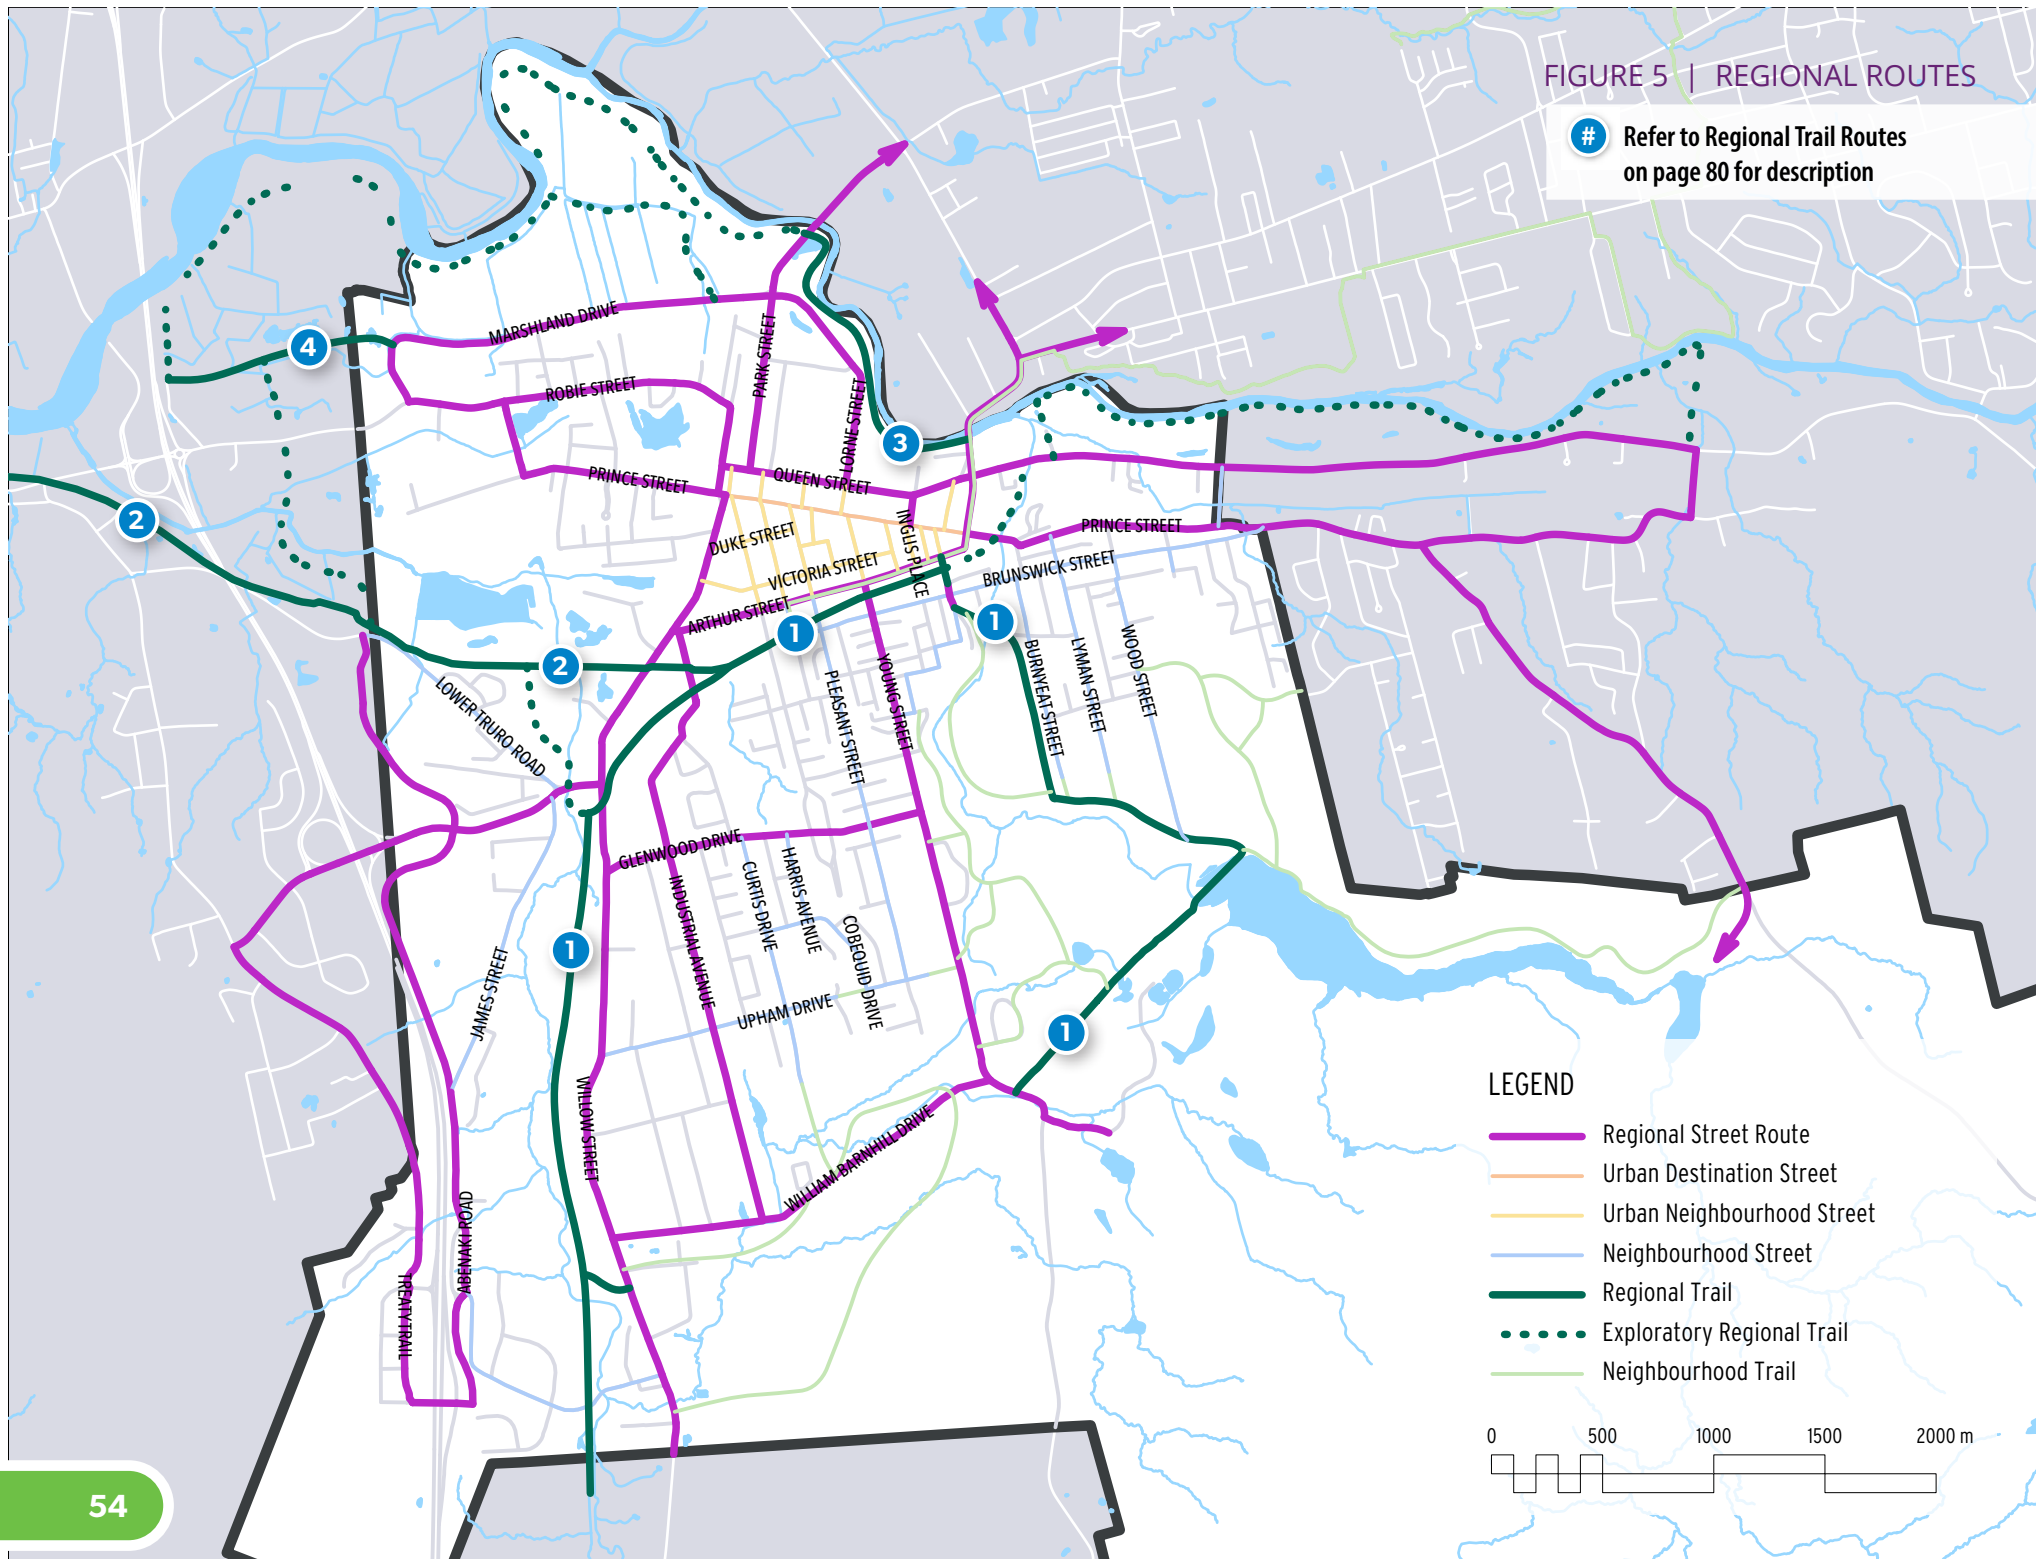 FIGURE 5 | REGIONAL ROUTES
# Refer to Regional Trail Routes
on page 80 for description
MARSHLAND DRIVE
PARK STREET
4
ROBIE STREET
LORNE STREET
3
PRINCE STREET
QUEEN STREET
2
INGLIS PLACE
PRINCE STREET
DUKE STREET
VICTORIA STREET
BRUNSWICK STREET
ARTHUR STREET
1
1
2
LOWER TRURO ROAD
PLEASANT STREET
YOUNG STREET
BURNYEAT STREET
LYMAN STREET
WOOD STREET
GLENWOOD DRIVE
INDUSTRIAL AVENUE
CURTIS DRIVE
HARRIS AVENUE
COBEQUID DRIVE
1
JAMES STREET
UPHAM DRIVE
1
WILLOW STREET
WILLIAM BARNHILL DRIVE
ABENAKI ROAD
TREATY TRAIL
LEGEND
Regional Street Route
Urban Destination Street
Urban Neighbourhood Street
Neighbourhood Street
Regional Trail
Exploratory Regional Trail
Neighbourhood Trail
0 500 1000 1500 2000 m
54